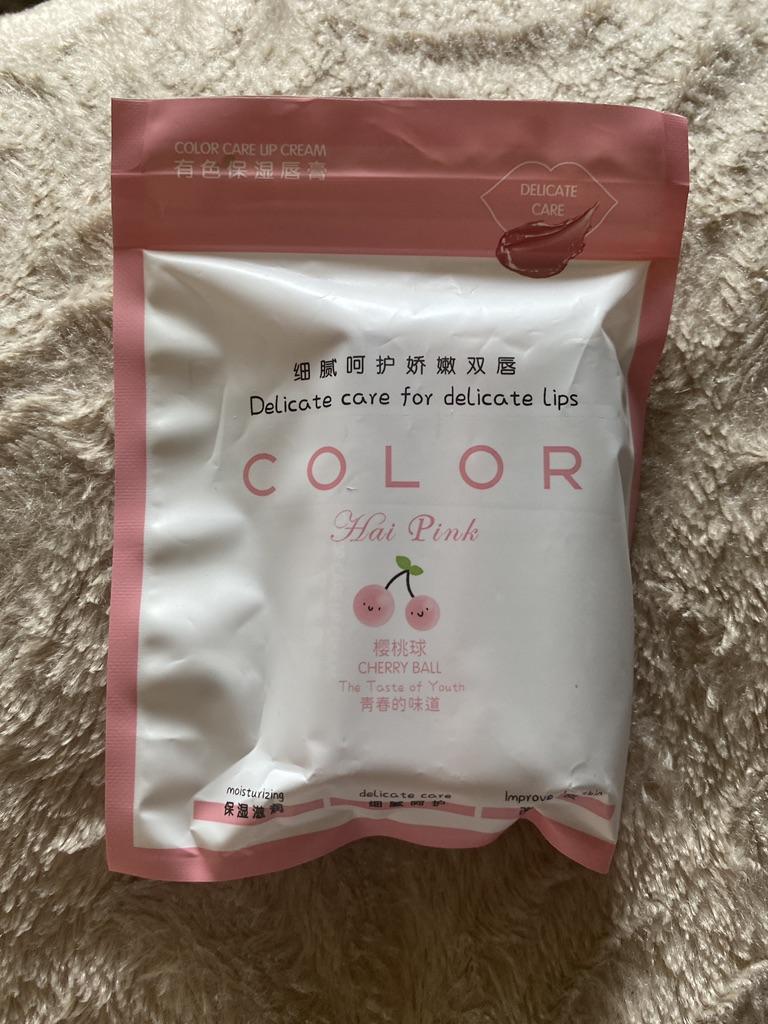 COLOR CARE LIP CREAM
有色保湿唇膏
DELICATE
CARE
细腻呵护娇嫩双唇
Delicate care for delicate lips
COLOR
Hai Pink
樱桃球
CHERRY BALL
The Taste of Youth
青春的味道
moisturizing
保湿滋润
delicate care
细腻呵护
Improve skin